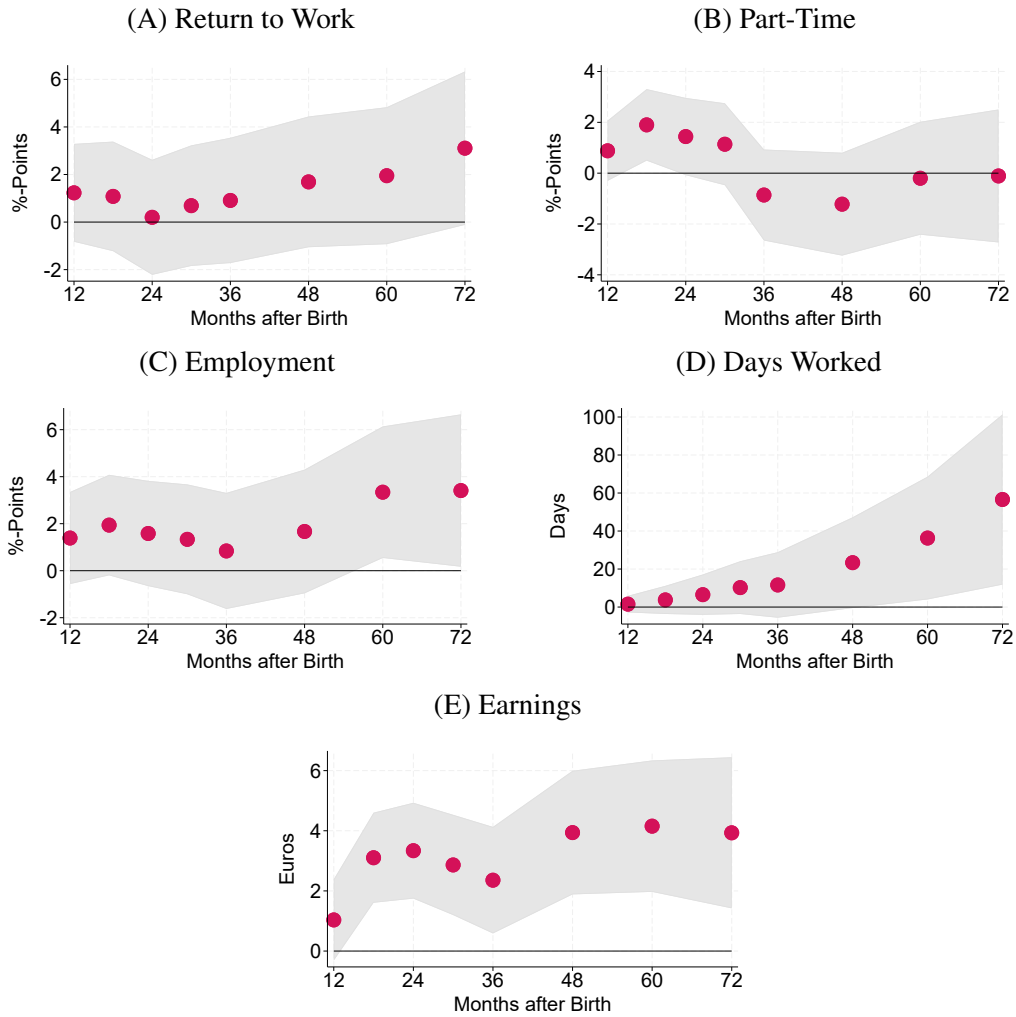 (A) Return to Work
6
4
2
0
-2
%-Points
12 24 36 48 60 72
Months after Birth
(B) Part-Time
4
2
0
-2
-4
%-Points
12 24 36 48 60 72
Months after Birth
(C) Employment
6
4
2
0
-2
%-Points
12 24 36 48 60 72
Months after Birth
(D) Days Worked
100
80
60
40
20
0
Days
12 24 36 48 60 72
Months after Birth
(E) Earnings
6
4
2
0
Euros
12 24 36 48 60 72
Months after Birth